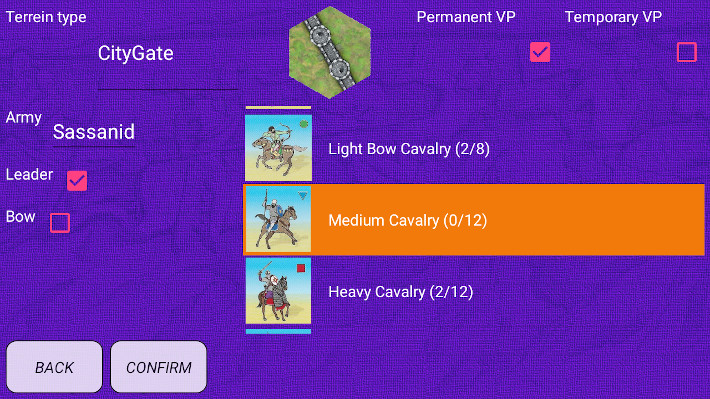 Terrein type
Permanent VP
Temporary VP
CityGate
Army
Sassanid
Leader
Bow
Light Bow Cavalry (2/8)
Medium Cavalry (0/12)
Heavy Cavalry (2/12)
BACK
CONFIRM